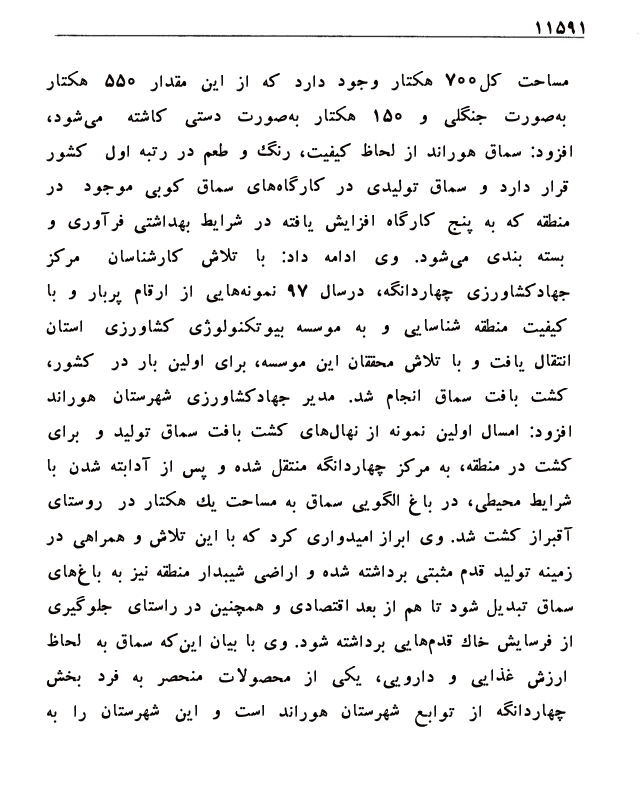 ۱۱۵۹۱
مساحت کل۷۰۰ هکتار وجود دارد که از این مقدار ۵۵۰ هکتار
به‌صورت جنگلی و ۱۵۰ هکتار به‌صورت دستی کاشته می‌شود،
افزود: سماق هوراند از لحاظ کیفیت، رنگ و طعم در رتبه اول کشور
قرار دارد و سماق تولیدی در کارگاه‌های سماق کوبی موجود در
منطقه که به پنج کارگاه افزایش یافته در شرایط بهداشتی فرآوری و
بسته بندی می‌شود. وی ادامه داد: با تلاش کارشناسان مرکز
جهادکشاورزی چهاردانگه، درسال ۹۷ نمونه‌هایی از ارقام پربار و با
کیفیت منطقه شناسایی و به موسسه بیوتکنولوژی کشاورزی استان
انتقال یافت و با تلاش محققان این موسسه، برای اولین بار در کشور،
کشت بافت سماق انجام شد. مدیر جهادکشاورزی شهرستان هوراند
افزود: امسال اولین نمونه از نهال‌های کشت بافت سماق تولید و برای
کشت در منطقه، به مرکز چهاردانگه منتقل شده و پس از آدابته شدن با
شرایط محیطی، در باغ الگویی سماق به مساحت یك هکتار در روستای
آقبراز کشت شد. وی ابراز امیدواری کرد که با این تلاش و همراهی در
زمینه تولید قدم مثبتی برداشته شده و اراضی شیبدار منطقه نیز به باغ‌های
سماق تبدیل شود تا هم از بعد اقتصادی و همچنین در راستای جلوگیری
از فرسایش خاك قدم‌هایی برداشته شود. وی با بیان این‌که سماق به لحاظ
ارزش غذایی و دارویی، یکی از محصولات منحصر به فرد بخش
چهاردانگه از توابع شهرستان هوراند است و این شهرستان را به